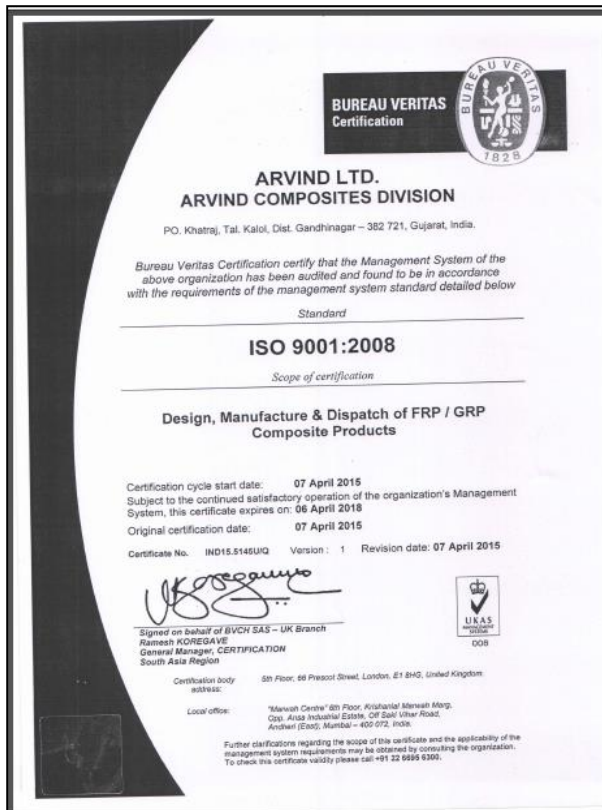 BUREAU VERITAS
Certification
BUREAU VERITAS
1828
ARVIND LTD.
ARVIND COMPOSITES DIVISION
PO. Khatraj, Tal. Kalol, Dist. Gandhinagar – 382 721, Gujarat, India.
Bureau Veritas Certification certify that the Management System of the
above organization has been audited and found to be in accordance
with the requirements of the management system standard detailed below
Standard
ISO 9001:2008
Scope of certification
Design, Manufacture & Dispatch of FRP / GRP
Composite Products
Certification cycle start date: 07 April 2015
Subject to the continued satisfactory operation of the organization's Management
System, this certificate expires on: 06 April 2018
Original certification date: 07 April 2015
Certificate No. IND15.5145U/Q Version : 1 Revision date: 07 April 2015
Signed on behalf of BVCH SAS – UK Branch
Ramesh KOREGAVE
General Manager, CERTIFICATION
South Asia Region
UKAS
MANAGEMENT
SYSTEMS
008
Certification body
address: 5th Floor, 66 Prescot Street, London, E1 8HG, United Kingdom.
Local office: "Marwah Centre" 6th Floor, Krishanlal Marwah Marg,
Opp. Ansa Industrial Estate, Off Saki Vihar Road,
Andheri (East), Mumbai – 400 072, India.
Further clarifications regarding the scope of this certificate and the applicability of the
management system requirements may be obtained by consulting the organization.
To check this certificate validity please call +91 22 6695 6300.